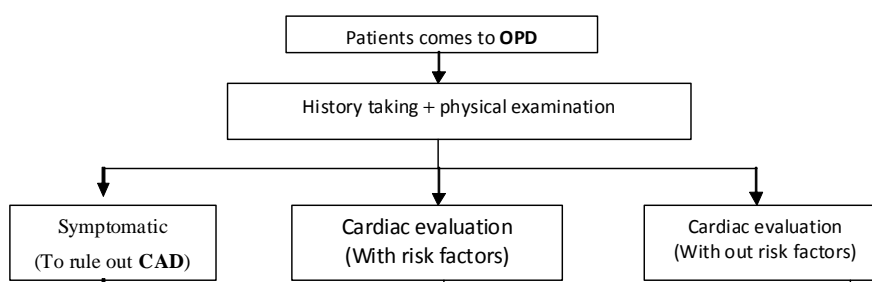 Patients comes to OPD
History taking + physical examination
Symptomatic
(To rule out CAD)
Cardiac evaluation
(With risk factors)
Cardiac evaluation
(With out risk factors)